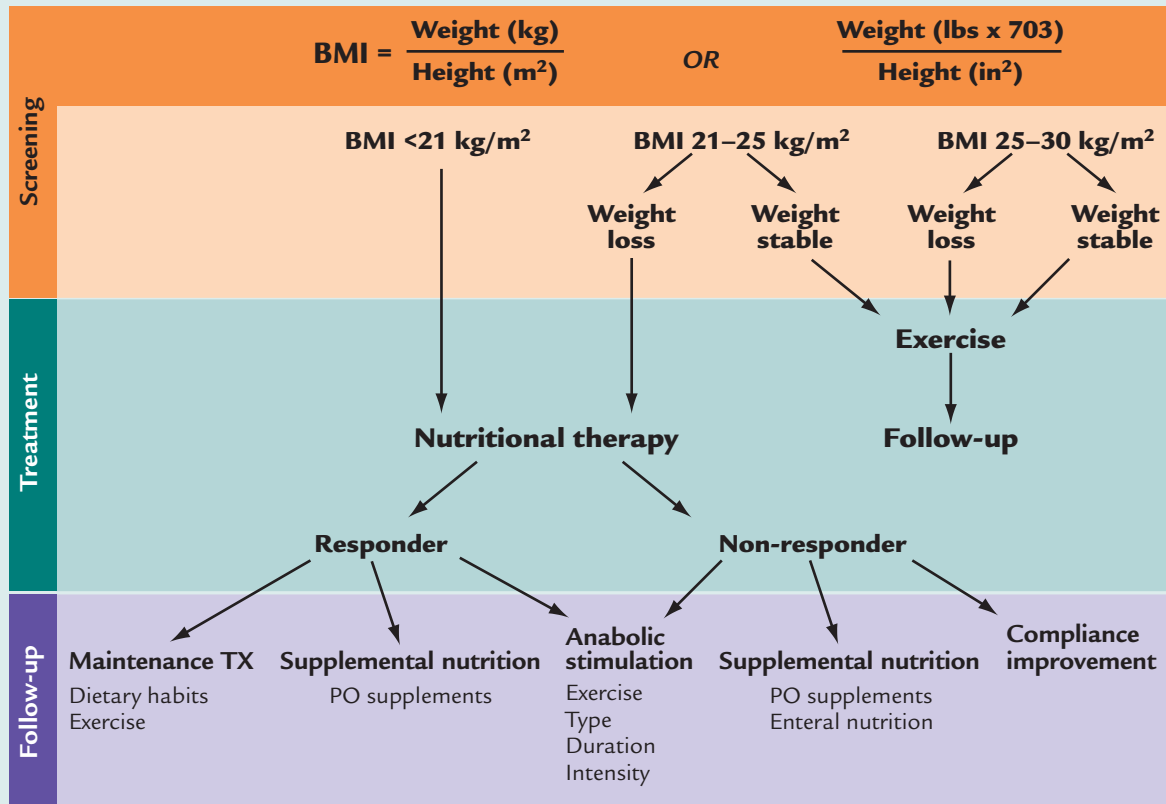 BMI = Weight (kg)
Height (m²)
OR
Weight (lbs x 703)
Height (in²)
Screening
BMI <21 kg/m²
BMI 21–25 kg/m²
BMI 25–30 kg/m²
Weight
loss
Weight
stable
Weight
loss
Weight
stable
Treatment
Exercise
Nutritional therapy
Follow-up
Responder
Non-responder
Follow-up
Maintenance TX
Dietary habits
Exercise
Supplemental nutrition
PO supplements
Anabolic
stimulation
Exercise
Type
Duration
Intensity
Supplemental nutrition
PO supplements
Enteral nutrition
Compliance
improvement